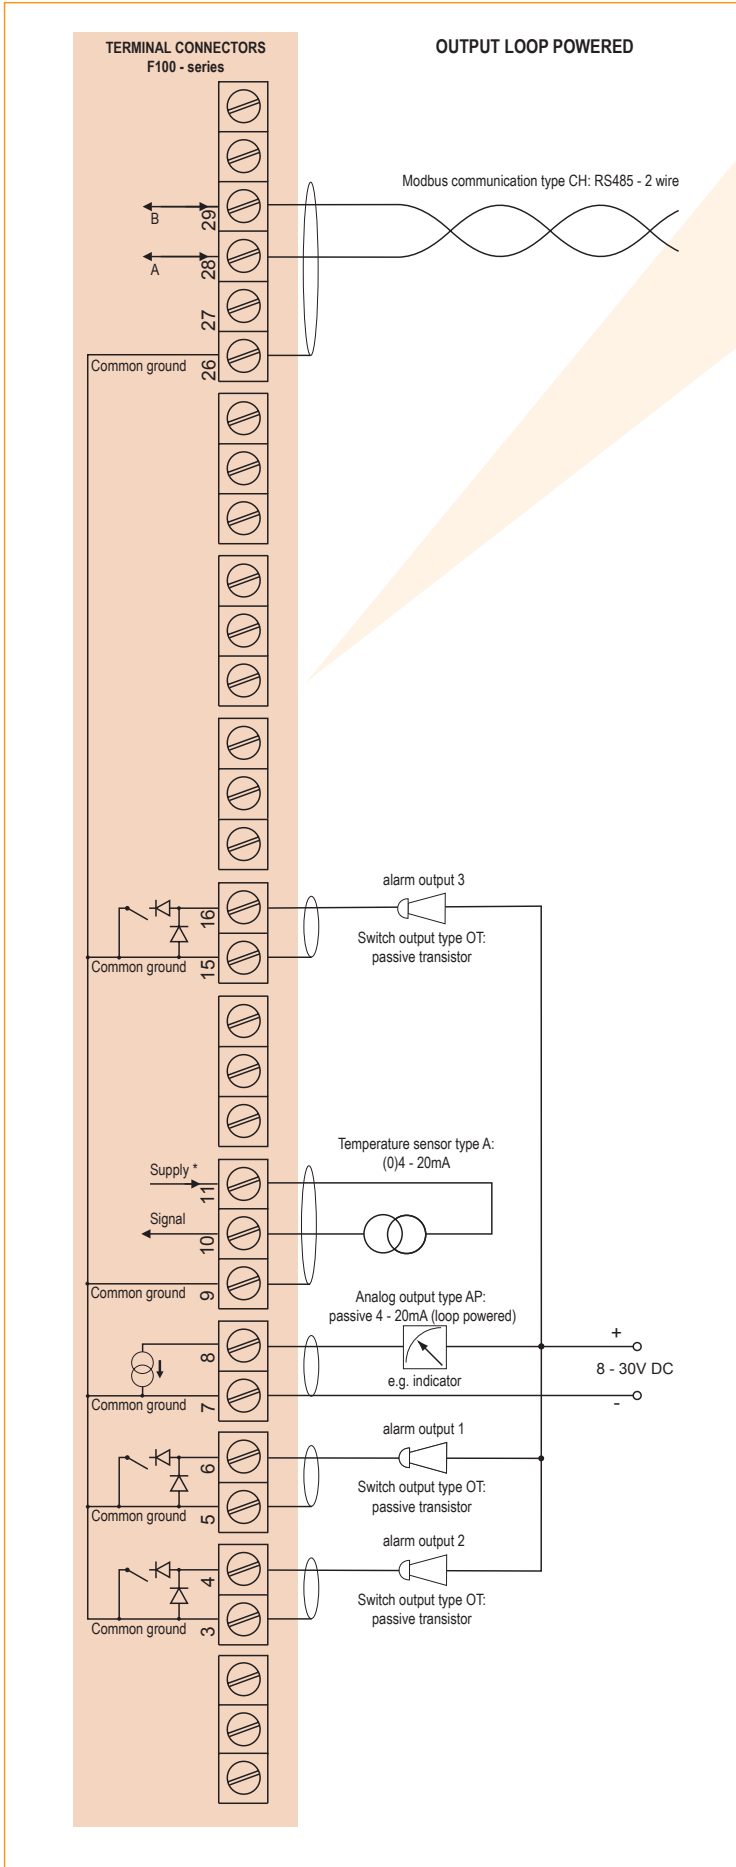 TERMINAL CONNECTORS
F100 - series
OUTPUT LOOP POWERED
Modbus communication type CH: RS485 - 2 wire
B
29
A
28
27
Common ground
26
alarm output 3
16
Switch output type OT:
passive transistor
Common ground
15
Temperature sensor type A:
(0)4 - 20mA
Supply *
11
Signal
10
Common ground
9
Analog output type AP:
passive 4 - 20mA (loop powered)
8
+
8 - 30V DC
e.g. indicator
Common ground
7
-
alarm output 1
6
Switch output type OT:
passive transistor
Common ground
5
alarm output 2
4
Switch output type OT:
passive transistor
Common ground
3